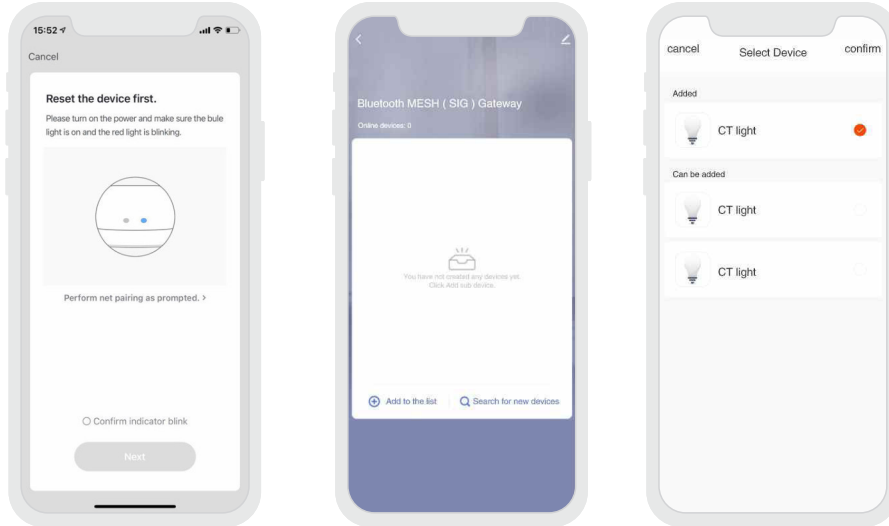 15:52
Cancel
Reset the device first.
Please turn on the power and make sure the bule
light is on and the red light is blinking.
Perform net pairing as prompted. >
Confirm indicator blink
Next
Bluetooth MESH ( SIG ) Gateway
Online devices: 0
You have not created any devices yet.
Click Add sub device.
Add to the list
Search for new devices
cancel
Select Device
confirm
Added
CT light
Can be added
CT light
CT light